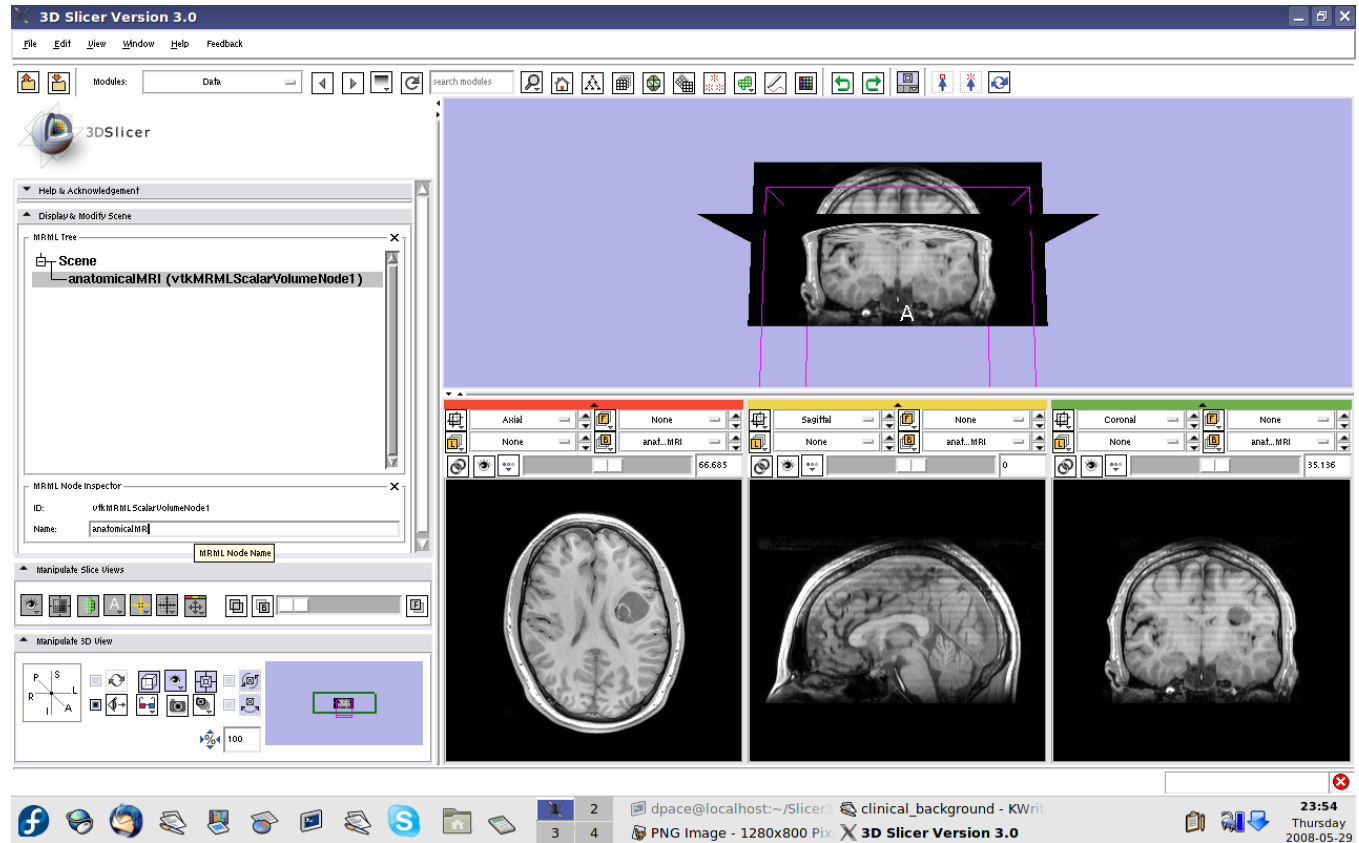 3D Slicer Version 3.0
File Edit View Window Help Feedback
Modules: Data search modules
3DSlicer
Help & Acknowledgement
Display & Modify Scene
MRML Tree
Scene
anatomicalMRI (vtkMRMLScalarVolumeNode1)
MRML Node Inspector
ID: vtkMRMLScalarVolumeNode1
Name: anatomicalMRI
MRML Node Name
Manipulate Slice Views
A
F
Manipulate 3D View
P S
R L
I A
% 100
A
Axial F None
L None B anat...MRI
66.685
Sagittal F None
L None B anat...MRI
0
Coronal F None
L None B anat...MRI
35.136
1 2
3 4
dpace@localhost:~/Slicer3
clinical_background - KWrit
PNG Image - 1280x800 Pix
3D Slicer Version 3.0
23:54
Thursday
2008-05-29